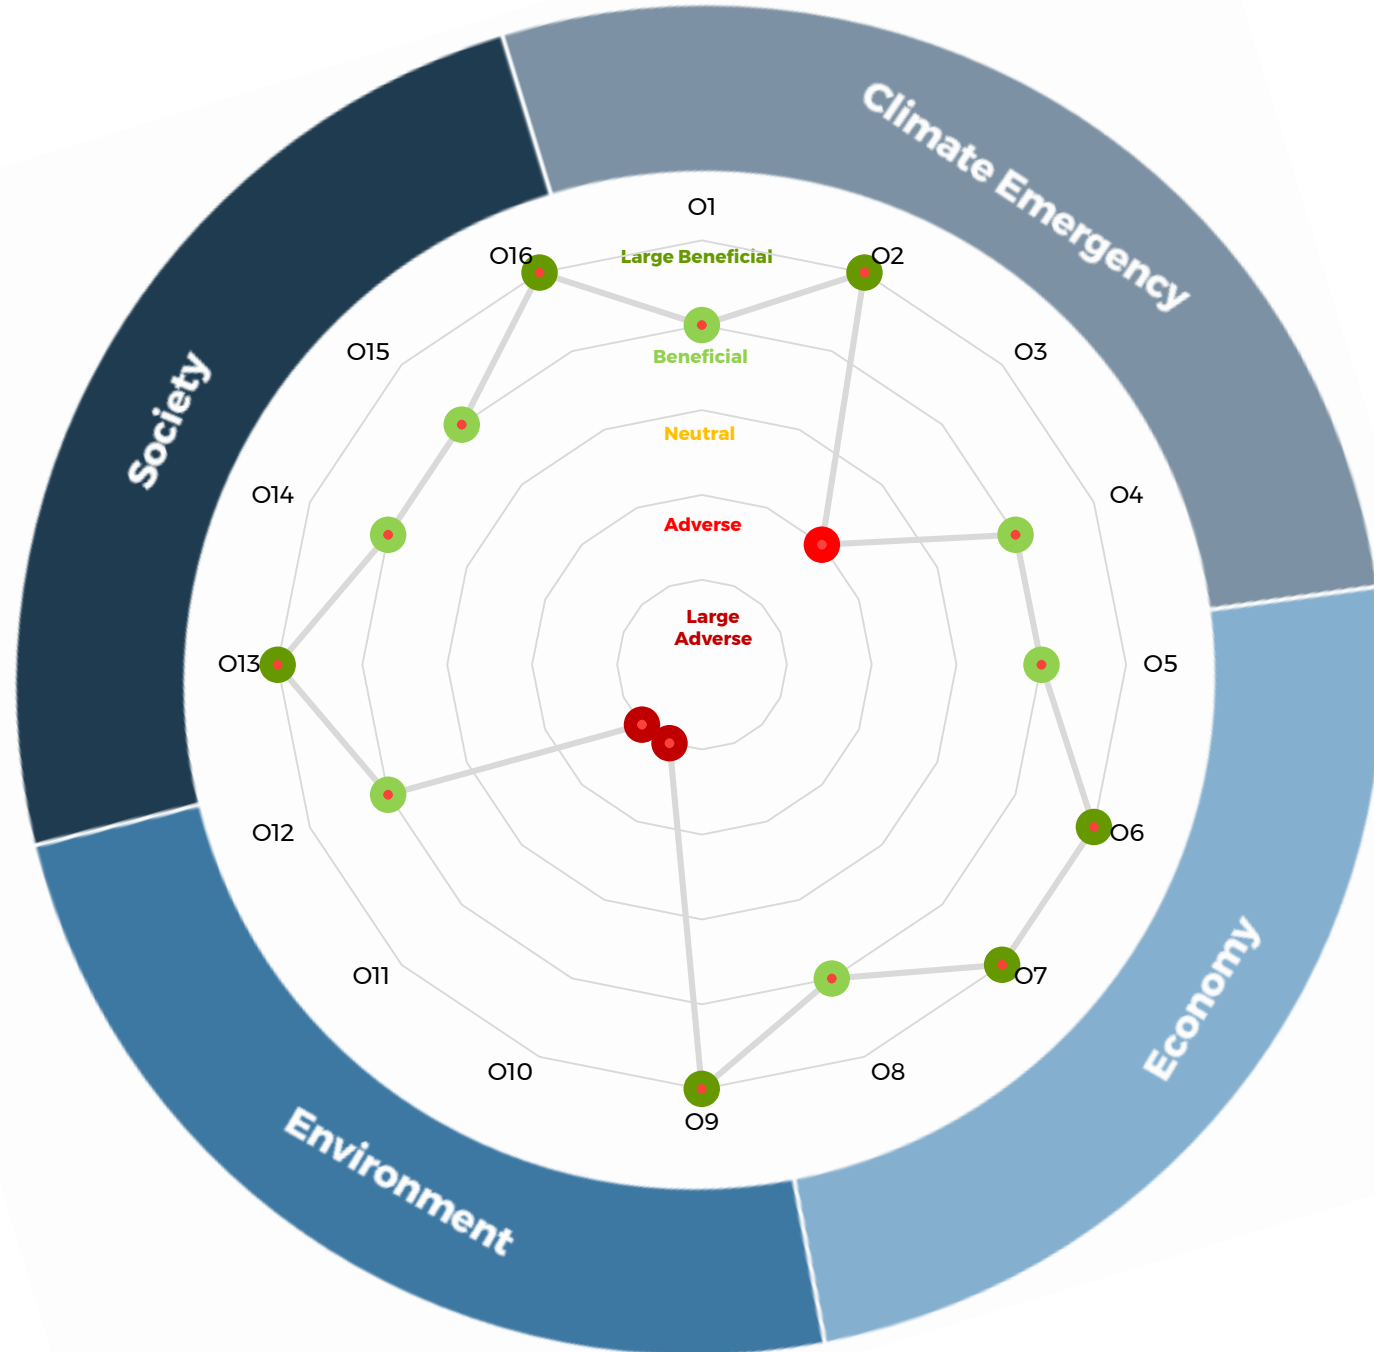 Climate Emergency
Society
O1
O16
Large Beneficial
O2
O15
Beneficial
O3
Neutral
O14
O4
Adverse
Large
Adverse
O13
O5
O12
O6
O11
O7
Economy
O10
O8
O9
Environment